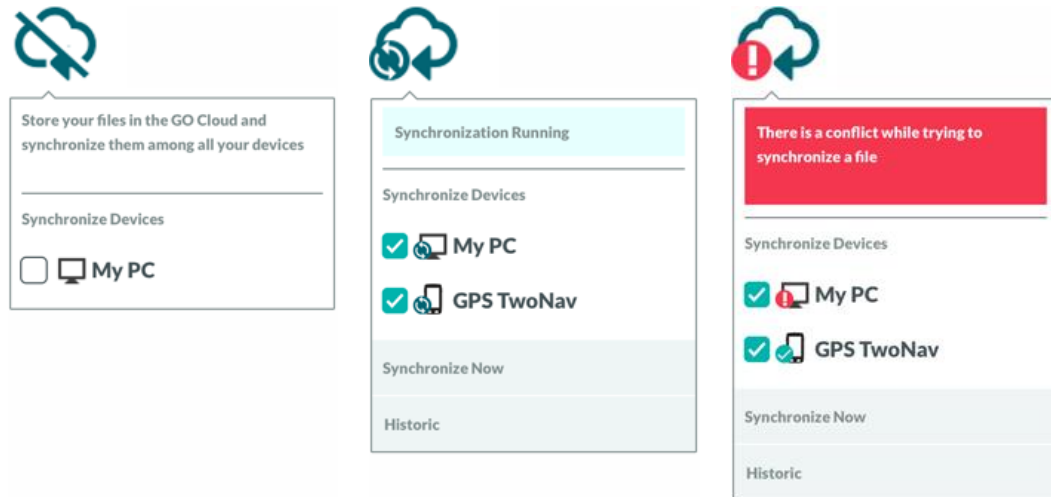 Store your files in the GO Cloud and
synchronize them among all your devices
Synchronize Devices
My PC
Synchronization Running
Synchronize Devices
My PC
GPS TwoNav
Synchronize Now
Historic
There is a conflict while trying to
synchronize a file
Synchronize Devices
My PC
GPS TwoNav
Synchronize Now
Historic